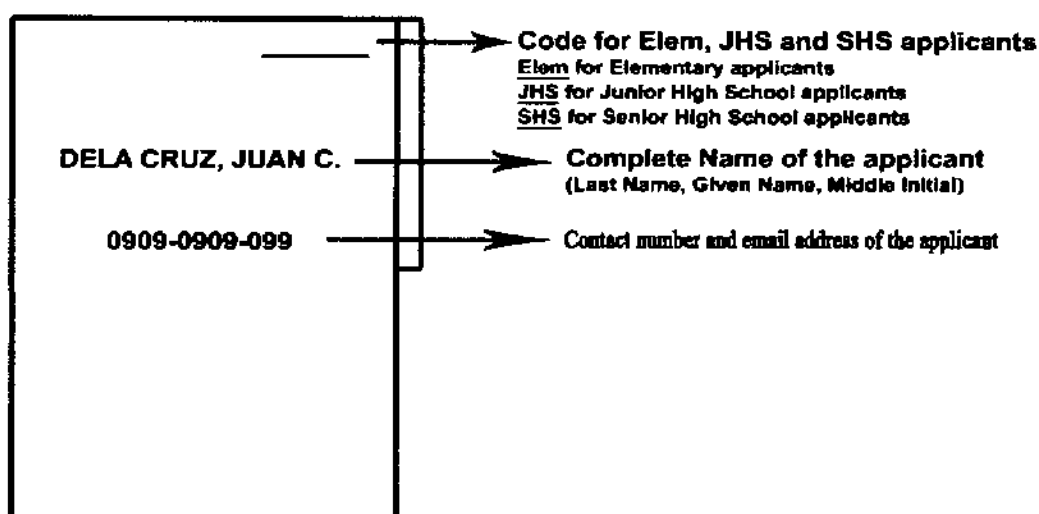 Code for Elem, JHS and SHS applicants
Elem for Elementary applicants
JHS for Junior High School applicants
SHS for Senior High School applicants
DELA CRUZ, JUAN C.
Complete Name of the applicant
(Last Name, Given Name, Middle Initial)
0909-0909-099
Contact number and email address of the applicant